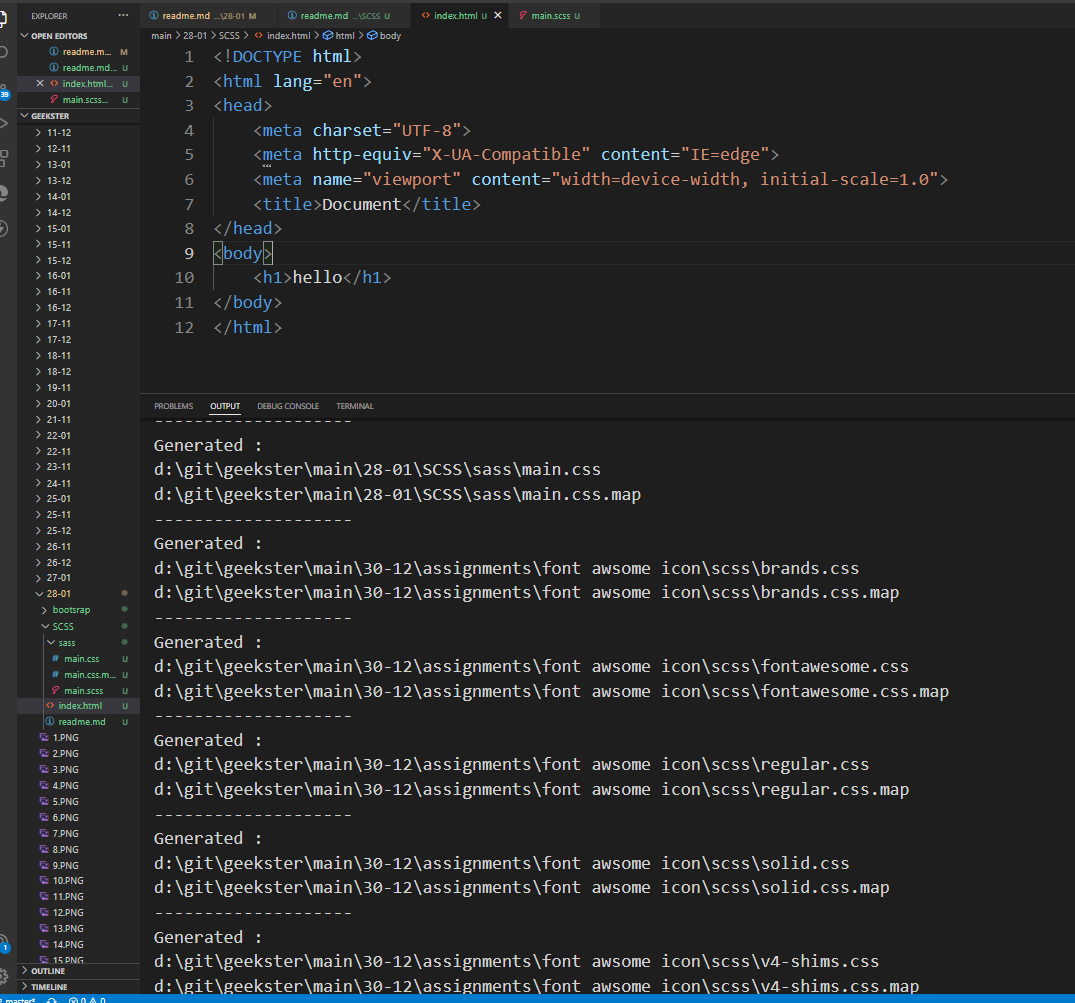 EXPLORER
OPEN EDITORS
readme.m... M
readme.md... U
index.html... U
main.scss... U
39
GEEKSTER
11-12
12-11
13-01
13-12
14-01
14-12
15-01
15-11
15-12
16-01
16-11
16-12
17-11
17-12
18-11
18-12
19-11
20-01
21-11
22-01
22-11
23-11
24-11
25-01
25-11
25-12
26-11
26-12
27-01
28-01
bootsrap
SCSS
sass
main.css U
main.css.m... U
main.scss U
index.html U
readme.md U
1.PNG
2.PNG
3.PNG
4.PNG
5.PNG
6.PNG
7.PNG
8.PNG
9.PNG
10.PNG
11.PNG
12.PNG
13.PNG
14.PNG
15.PNG
1
OUTLINE
TIMELINE
master*
0 0
readme.md ...\28-01 M
readme.md ...\SCSS U
index.html U
main.scss U
main > 28-01 > SCSS > index.html > html > body
1 <!DOCTYPE html>
2 <html lang="en">
3 <head>
4 <meta charset="UTF-8">
5 <meta http-equiv="X-UA-Compatible" content="IE=edge">
6 <meta name="viewport" content="width=device-width, initial-scale=1.0">
7 <title>Document</title>
8 </head>
9 <body>
10 <h1>hello</h1>
11 </body>
12 </html>
PROBLEMS OUTPUT DEBUG CONSOLE TERMINAL
--------------------
Generated :
d:\git\geekster\main\28-01\SCSS\sass\main.css
d:\git\geekster\main\28-01\SCSS\sass\main.css.map
--------------------
Generated :
d:\git\geekster\main\30-12\assignments\font awsome icon\scss\brands.css
d:\git\geekster\main\30-12\assignments\font awsome icon\scss\brands.css.map
--------------------
Generated :
d:\git\geekster\main\30-12\assignments\font awsome icon\scss\fontawesome.css
d:\git\geekster\main\30-12\assignments\font awsome icon\scss\fontawesome.css.map
--------------------
Generated :
d:\git\geekster\main\30-12\assignments\font awsome icon\scss\regular.css
d:\git\geekster\main\30-12\assignments\font awsome icon\scss\regular.css.map
--------------------
Generated :
d:\git\geekster\main\30-12\assignments\font awsome icon\scss\solid.css
d:\git\geekster\main\30-12\assignments\font awsome icon\scss\solid.css.map
--------------------
Generated :
d:\git\geekster\main\30-12\assignments\font awsome icon\scss\v4-shims.css
d:\git\geekster\main\30-12\assignments\font awsome icon\scss\v4-shims.css.map